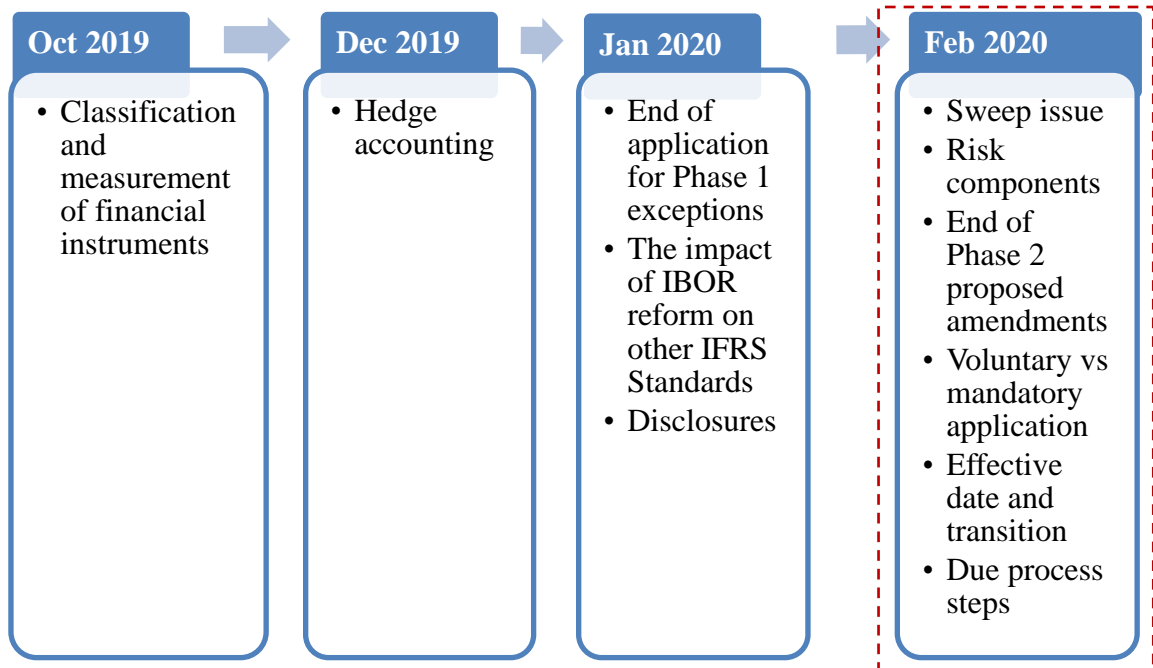 Oct 2019
• Classification
and
measurement
of financial
instruments
Dec 2019
• Hedge
accounting
Jan 2020
• End of
application
for Phase 1
exceptions
• The impact
of IBOR
reform on
other IFRS
Standards
• Disclosures
Feb 2020
• Sweep issue
• Risk
components
• End of
Phase 2
proposed
amendments
• Voluntary vs
mandatory
application
• Effective
date and
transition
• Due process
steps